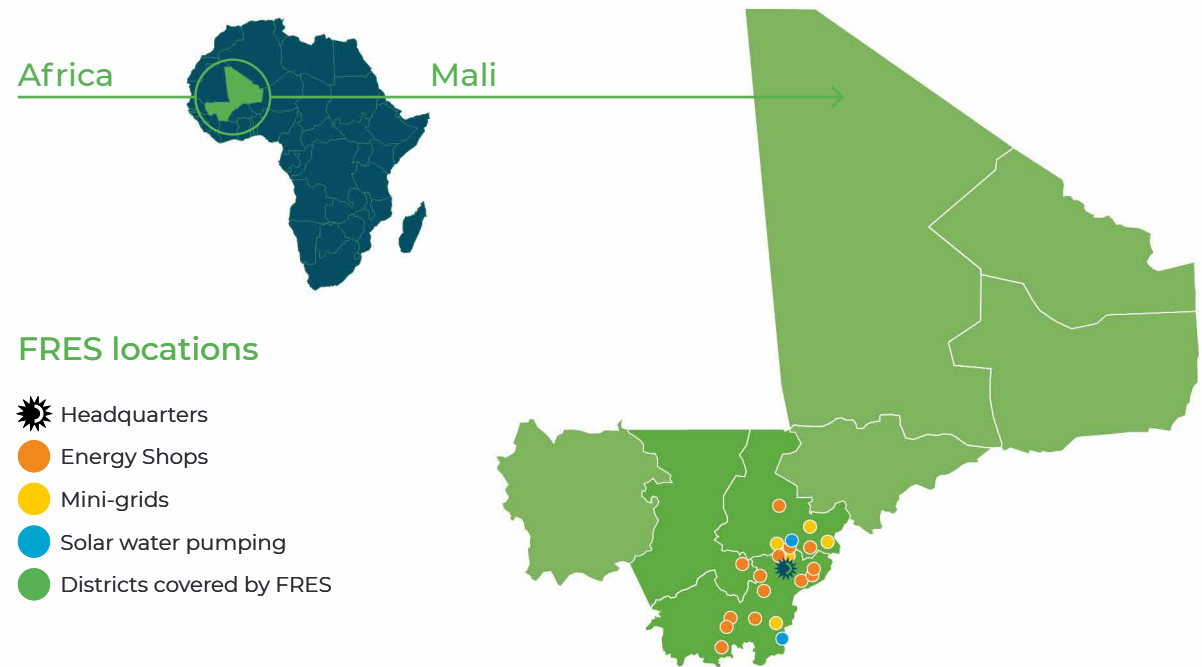 Africa
Mali
FRES locations
Headquarters
Energy Shops
Mini-grids
Solar water pumping
Districts covered by FRES